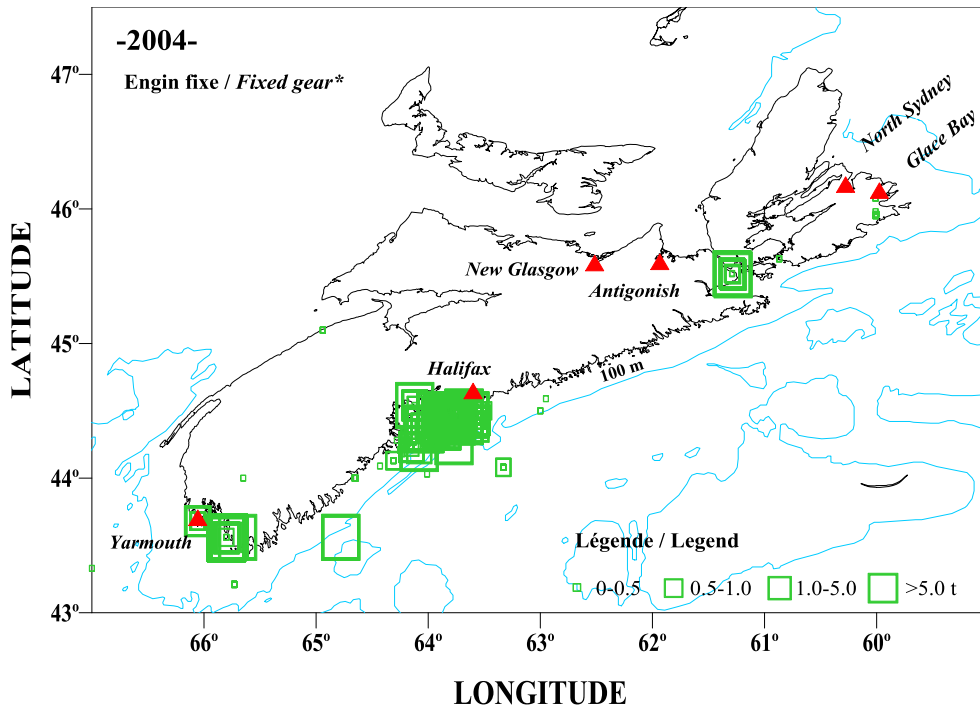 -2004-
Engin fixe / Fixed gear*
47º
46º
45º
44º
43º
LATITUDE
North Sydney
Glace Bay
New Glasgow
Antigonish
Halifax
100 m
Yarmouth
Légende / Legend
0-0.5 0.5-1.0 1.0-5.0 >5.0 t
66º 65º 64º 63º 62º 61º 60º
LONGITUDE